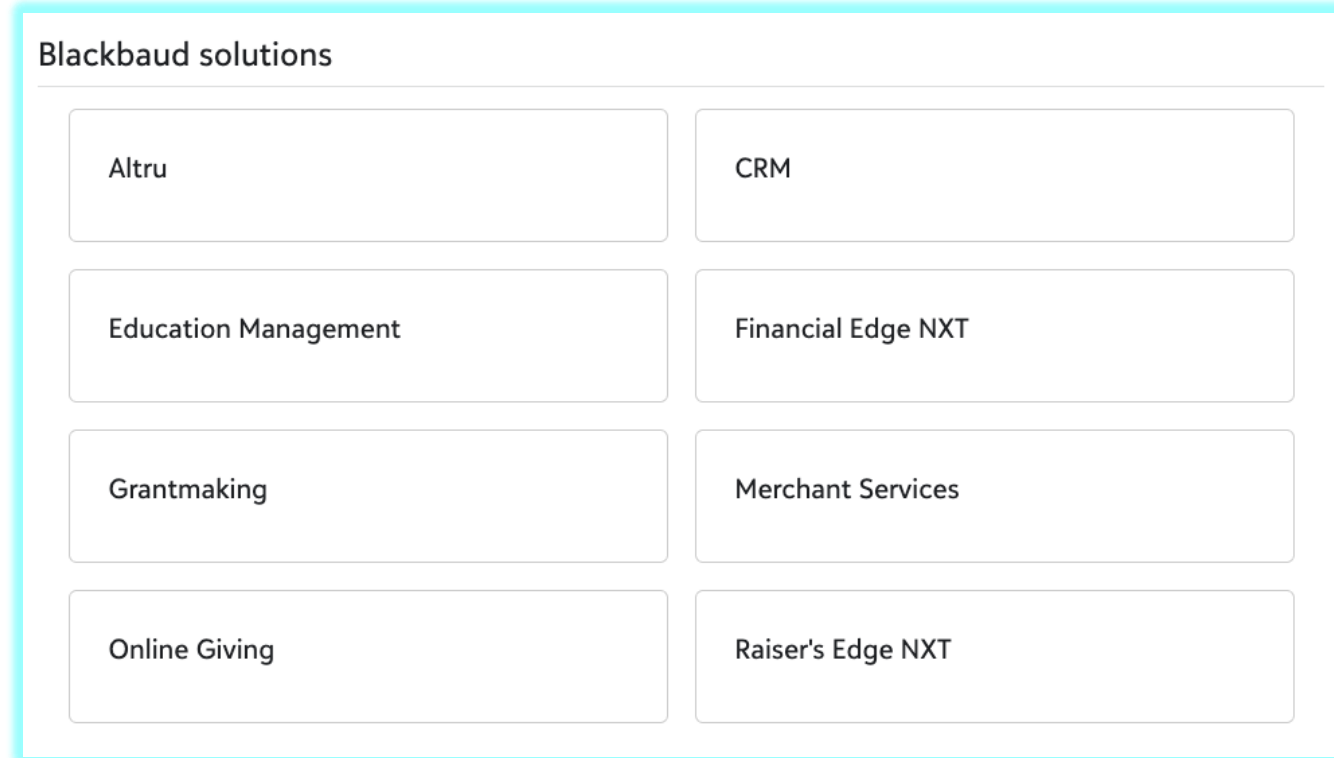 Blackbaud solutions
Altru
CRM
Education Management
Financial Edge NXT
Grantmaking
Merchant Services
Online Giving
Raiser's Edge NXT